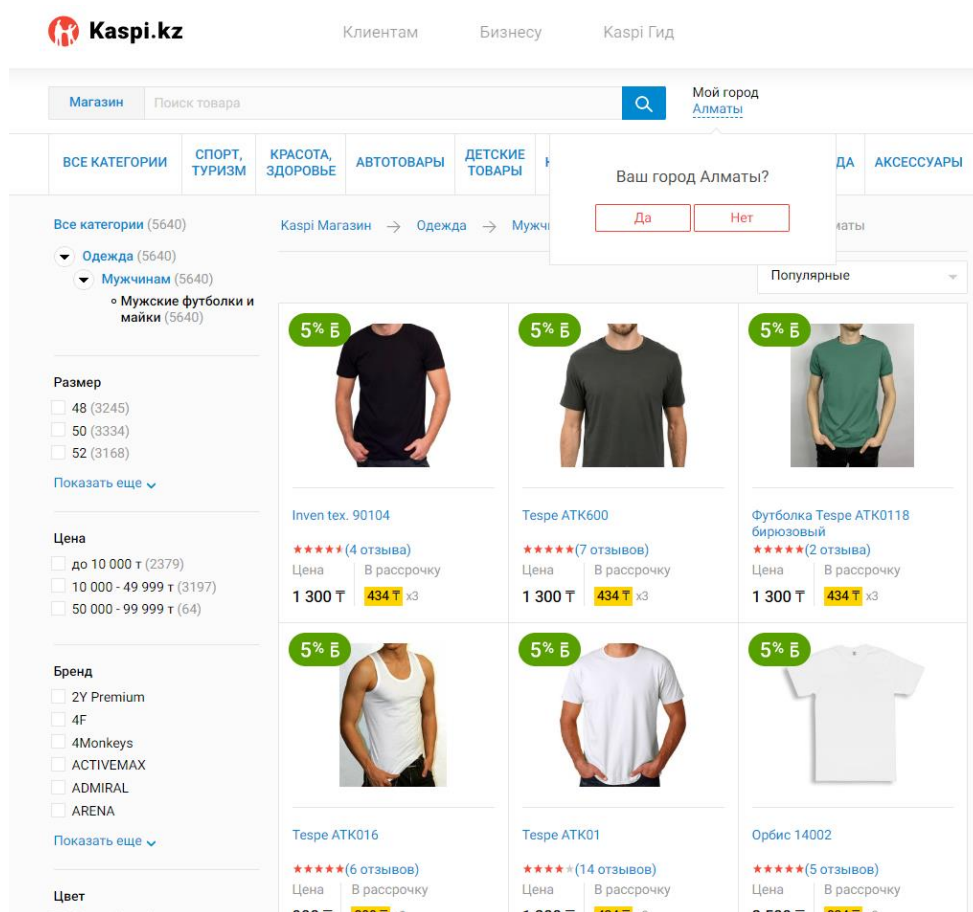 Kaspi.kz
Клиентам Бизнесу Kaspi Гид
Магазин Поиск товара
Мой город
Алматы
ВСЕ КАТЕГОРИИ
СПОРТ,
ТУРИЗМ
КРАСОТА,
ЗДОРОВЬЕ
АВТОТОВАРЫ
ДЕТСКИЕ
ТОВАРЫ
АКСЕССУАРЫ
Ваш город Алматы?
Да Нет
Все категории (5640)
Одежда (5640)
Мужчинам (5640)
Мужские футболки и
майки (5640)
Kaspi Магазин → Одежда →
Популярные
Размер
48 (3245)
50 (3334)
52 (3168)
Показать еще
Цена
до 10 000 т (2379)
10 000 - 49 999 т (3197)
50 000 - 99 999 т (64)
Бренд
2Y Premium
4F
4Monkeys
ACTIVEMAX
ADMIRAL
ARENA
Показать еще
Цвет
5% Б
Inven tex. 90104
(4 отзыва)
Цена В рассрочку
1 300 ₸ 434 ₸ x3
5% Б
Tespe ATK600
(7 отзывов)
Цена В рассрочку
1 300 ₸ 434 ₸ x3
5% Б
Футболка Tespe ATK0118
бирюзовый
(2 отзыва)
Цена В рассрочку
1 300 ₸ 434 ₸ x3
5% Б
Tespe ATK016
(6 отзывов)
Цена В рассрочку
5% Б
Tespe ATK01
(14 отзывов)
Цена В рассрочку
5% Б
Орбис 14002
(5 отзывов)
Цена В рассрочку